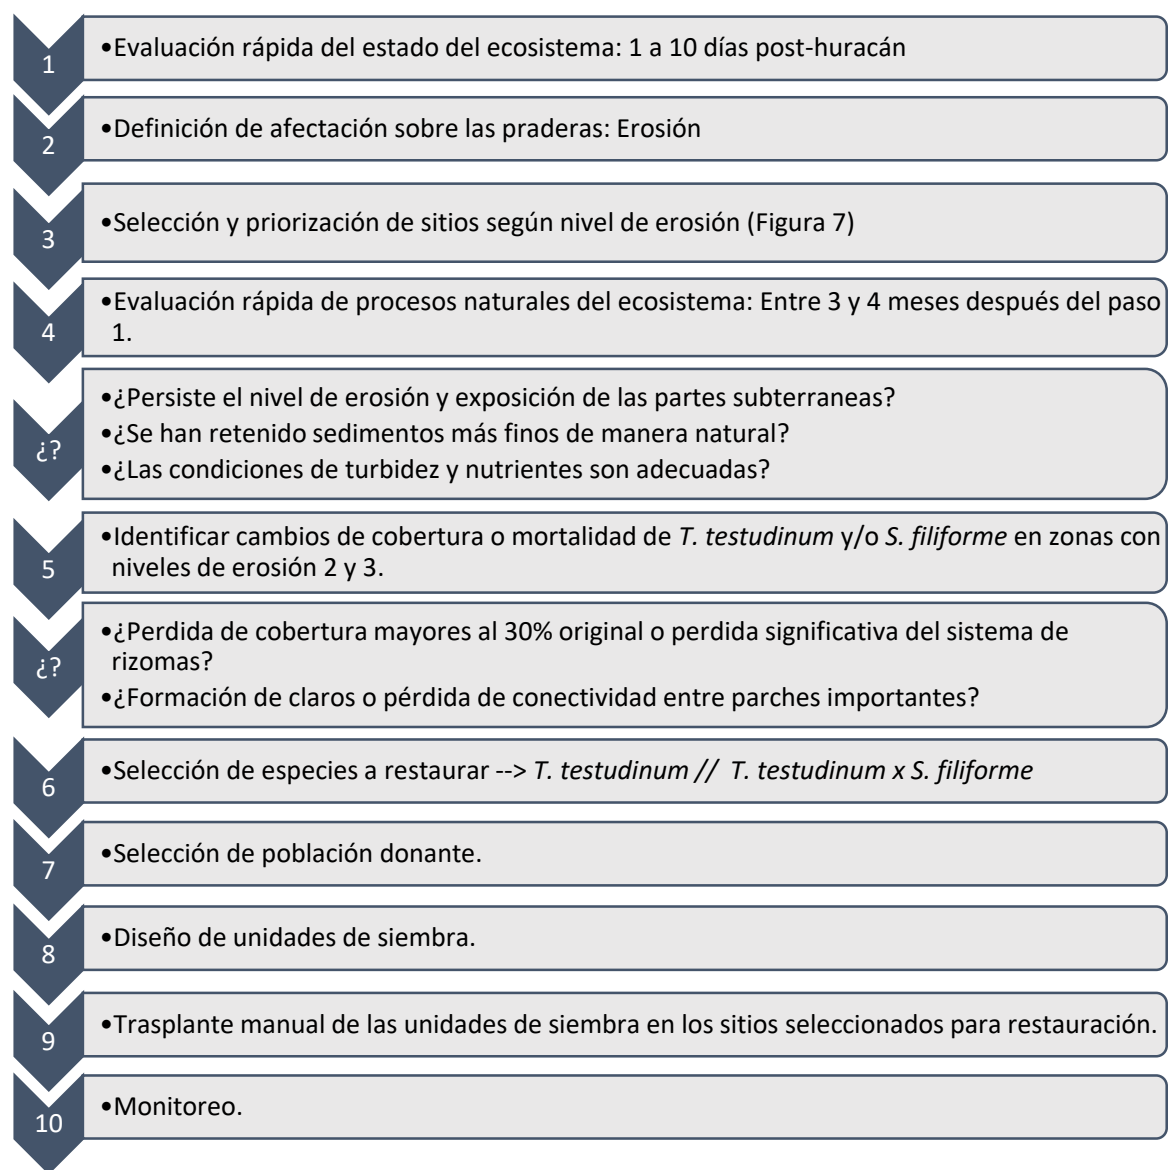 1
•Evaluación rápida del estado del ecosistema: 1 a 10 días post-huracán
2
•Definición de afectación sobre las praderas: Erosión
3
•Selección y priorización de sitios según nivel de erosión (Figura 7)
4
•Evaluación rápida de procesos naturales del ecosistema: Entre 3 y 4 meses después del paso
1.
¿?
•¿Persiste el nivel de erosión y exposición de las partes subterraneas?
•¿Se han retenido sedimentos más finos de manera natural?
•¿Las condiciones de turbidez y nutrientes son adecuadas?
5
•Identificar cambios de cobertura o mortalidad de T. testudinum y/o S. filiforme en zonas con
niveles de erosión 2 y 3.
¿?
•¿Perdida de cobertura mayores al 30% original o perdida significativa del sistema de
rizomas?
•¿Formación de claros o pérdida de conectividad entre parches importantes?
6
•Selección de especies a restaurar --> T. testudinum // T. testudinum x S. filiforme
7
•Selección de población donante.
8
•Diseño de unidades de siembra.
9
•Trasplante manual de las unidades de siembra en los sitios seleccionados para restauración.
10
•Monitoreo.